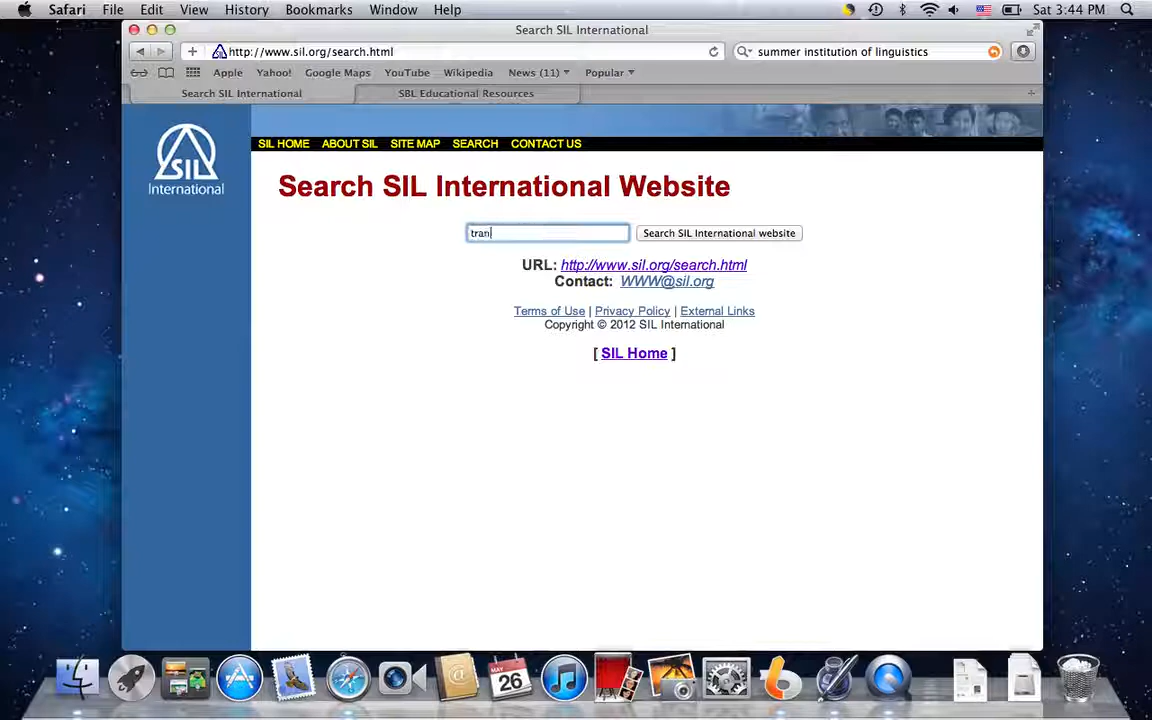 Safari File Edit View History Bookmarks Window Help Sat 3:44 PM
Search SIL International
http://www.sil.org/search.html summer institution of linguistics
Apple Yahoo! Google Maps YouTube Wikipedia News (11) Popular
Search SIL International SBL Educational Resources
SIL
International
SIL HOME ABOUT SIL SITE MAP SEARCH CONTACT US
Search SIL International Website
tran Search SIL International website
URL: http://www.sil.org/search.html
Contact: WWW@sil.org
Terms of Use | Privacy Policy | External Links
Copyright © 2012 SIL International
[ SIL Home ]
MAY
26